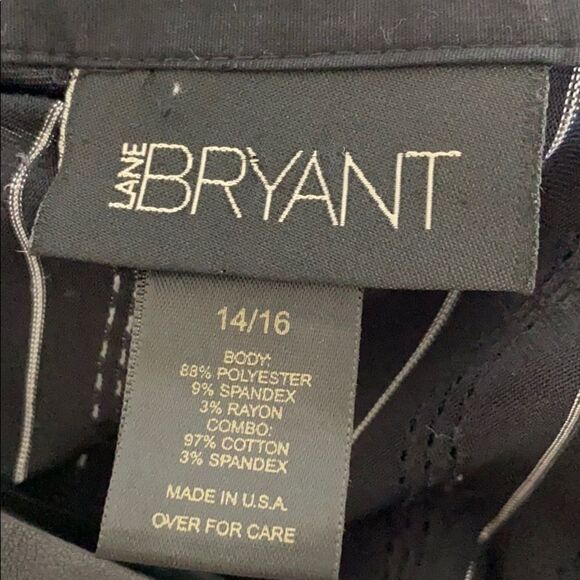 LANE BRYANT
14/16
BODY:
88% POLYESTER
9% SPANDEX
3% RAYON
COMBO:
97% COTTON
3% SPANDEX
MADE IN U.S.A.
OVER FOR CARE